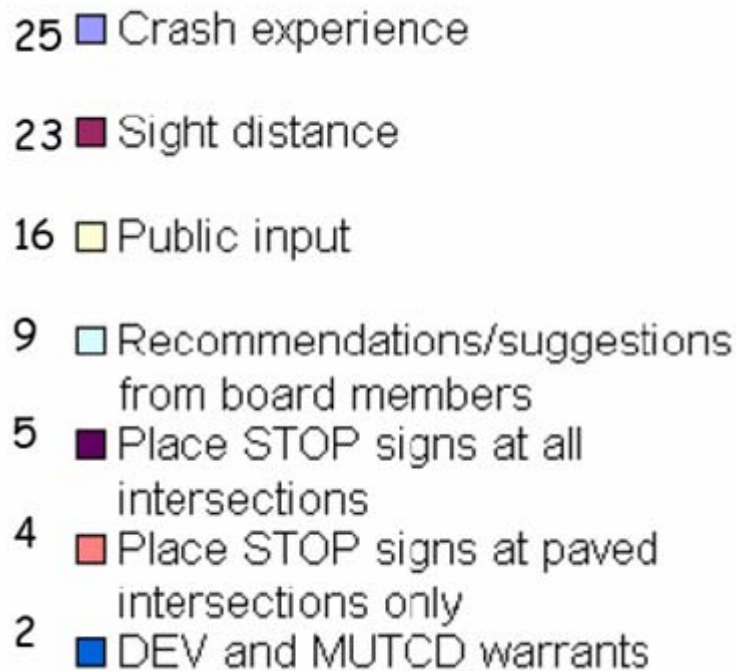 25 Crash experience
23 Sight distance
16 Public input
9 Recommendations/suggestions
from board members
5 Place STOP signs at all
intersections
4 Place STOP signs at paved
intersections only
2 DEV and MUTCD warrants